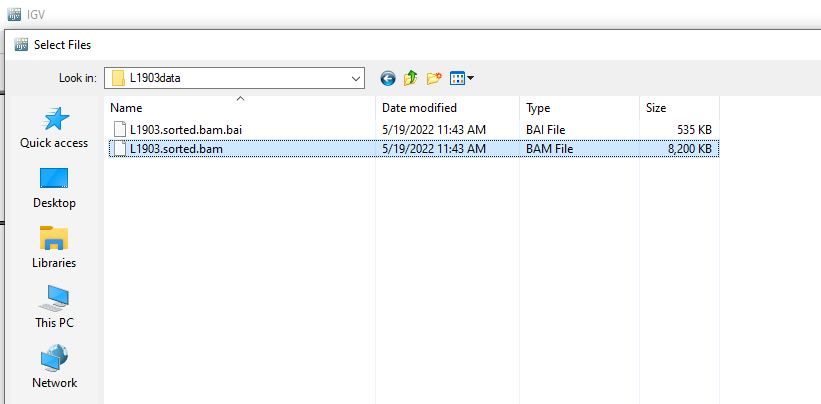 IGV
Select Files
Look in: L1903data
Name Date modified Type Size
L1903.sorted.bam.bai 5/19/2022 11:43 AM BAI File 535 KB
L1903.sorted.bam 5/19/2022 11:43 AM BAM File 8,200 KB
Quick access
Desktop
Libraries
This PC
Network